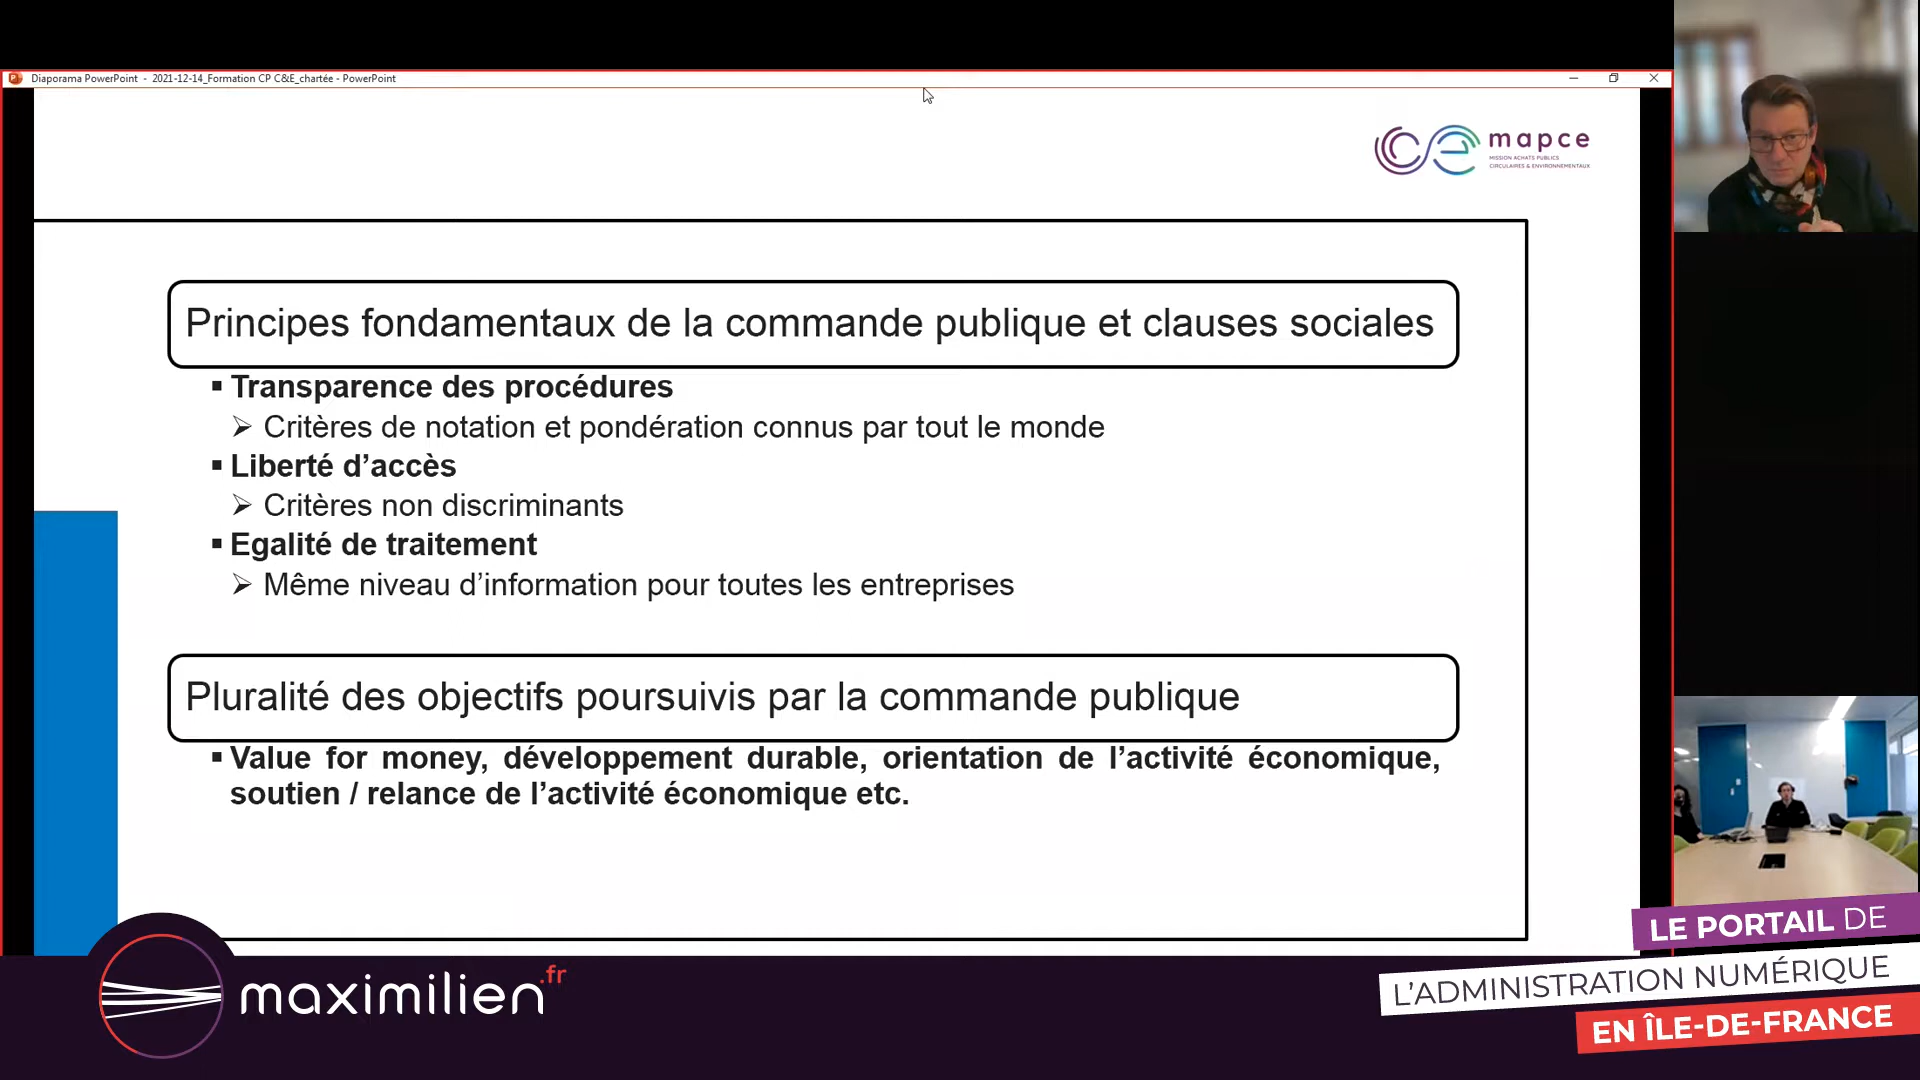 Diaporama PowerPoint - 2021-12-14_Formation CP C&E_chartée - PowerPoint
mapce
MISSION ACHATS PUBLICS
CIRCULAIRES & ENVIRONNEMENTAUX
Principes fondamentaux de la commande publique et clauses sociales
▪ Transparence des procédures
➢ Critères de notation et pondération connus par tout le monde
▪ Liberté d’accès
➢ Critères non discriminants
▪ Egalité de traitement
➢ Même niveau d’information pour toutes les entreprises
Pluralité des objectifs poursuivis par la commande publique
▪ Value for money, développement durable, orientation de l’activité économique,
soutien / relance de l’activité économique etc.
maximilien.fr
LE PORTAIL DE
L’ADMINISTRATION NUMÉRIQUE
EN ÎLE-DE-FRANCE